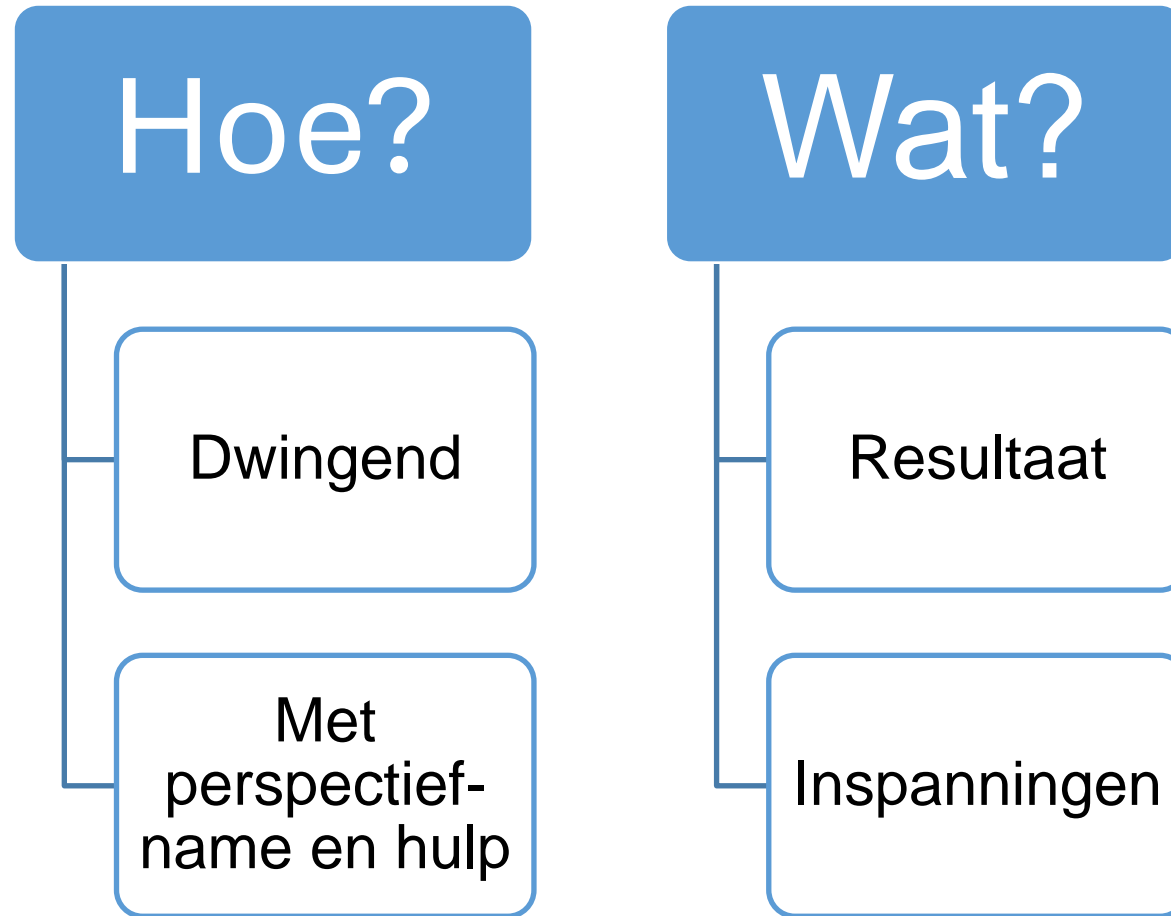 Hoe?
Dwingend
Met
perspectief-
name en hulp
Wat?
Resultaat
Inspanningen